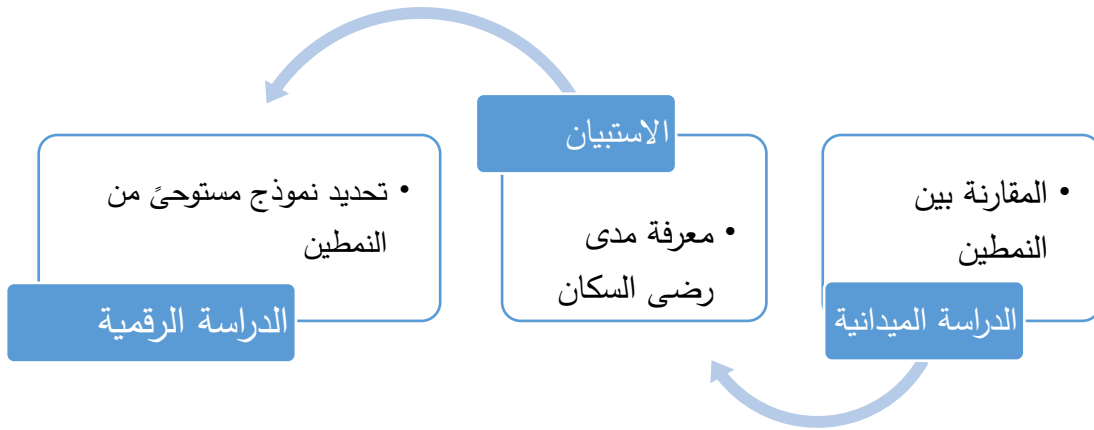 • المقارنة بين
النمطين
الدراسة الميدانية
الاستبيان
• معرفة مدى
رضى السكان
• تحديد نموذج مستوحىً من
النمطين
الدراسة الرقمية